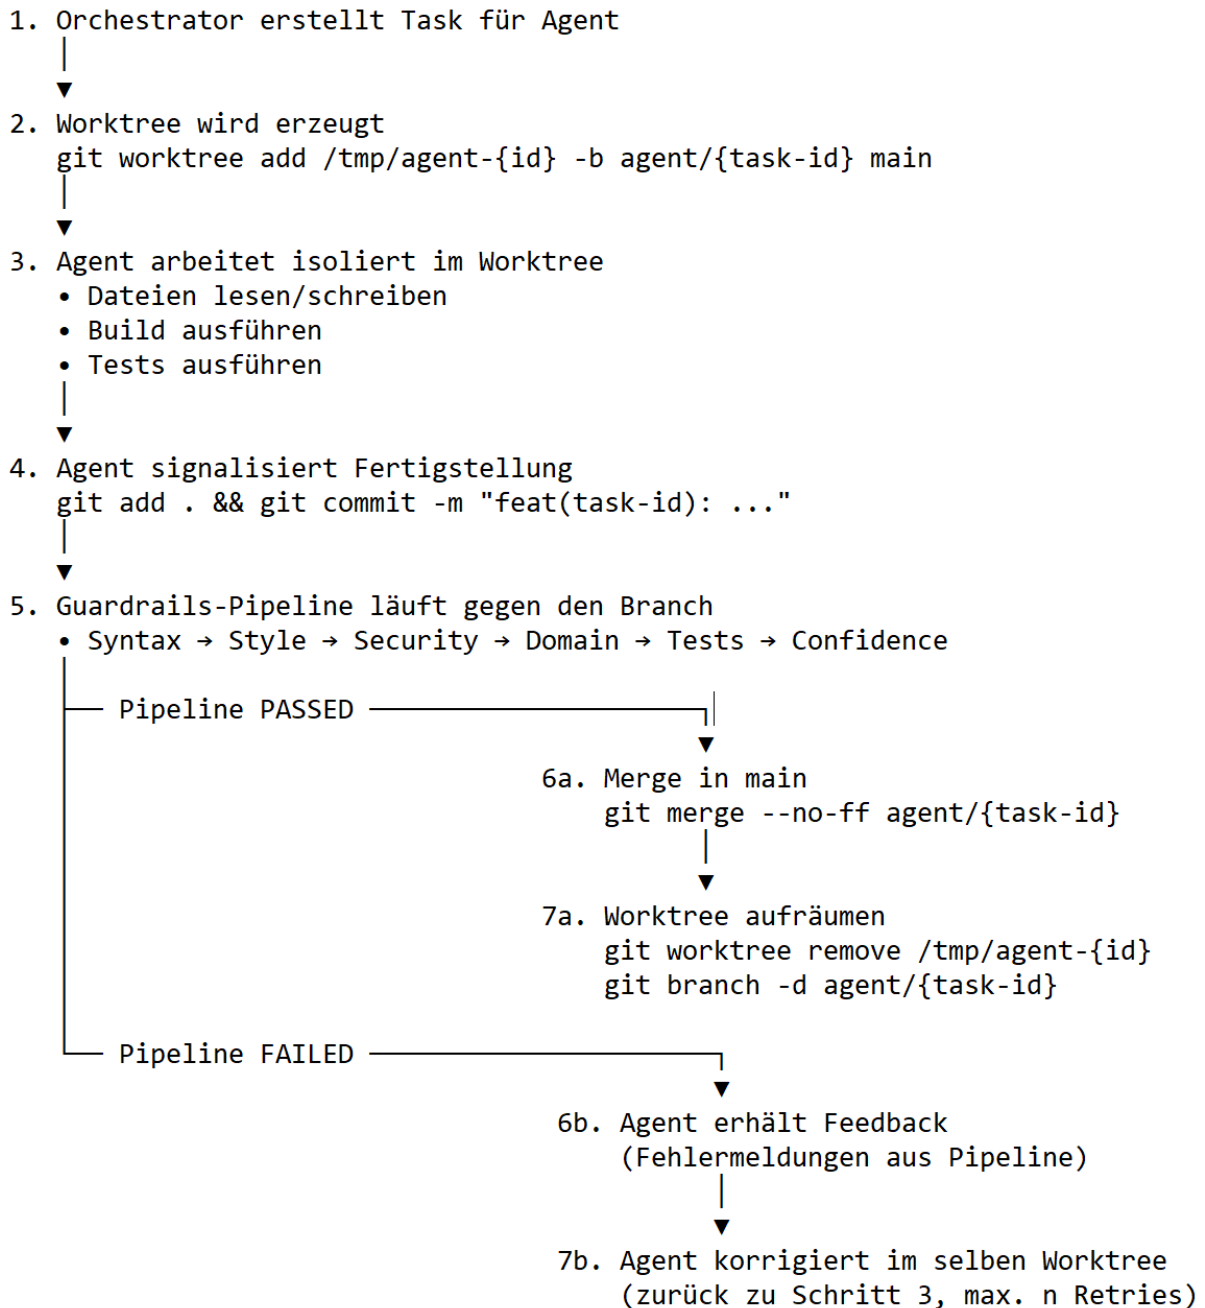 1. Orchestrator erstellt Task für Agent
2. Worktree wird erzeugt
git worktree add /tmp/agent-{id} -b agent/{task-id} main
3. Agent arbeitet isoliert im Worktree
• Dateien lesen/schreiben
• Build ausführen
• Tests ausführen
4. Agent signalisiert Fertigstellung
git add . && git commit -m "feat(task-id): ..."
5. Guardrails-Pipeline läuft gegen den Branch
• Syntax → Style → Security → Domain → Tests → Confidence
Pipeline PASSED
6a. Merge in main
git merge --no-ff agent/{task-id}
7a. Worktree aufräumen
git worktree remove /tmp/agent-{id}
git branch -d agent/{task-id}
Pipeline FAILED
6b. Agent erhält Feedback
(Fehlermeldungen aus Pipeline)
7b. Agent korrigiert im selben Worktree
(zurück zu Schritt 3, max. n Retries)